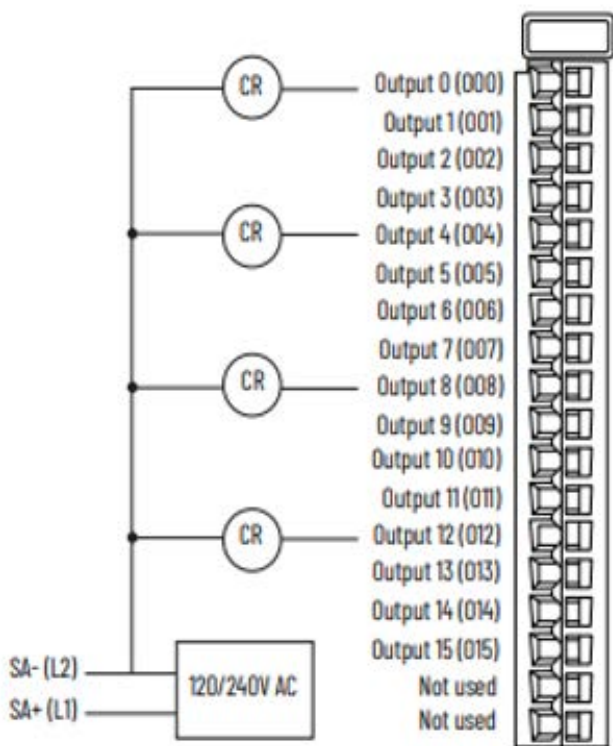 CR Output 0 (000)
Output 1 (001)
Output 2 (002)
Output 3 (003)
CR Output 4 (004)
Output 5 (005)
Output 6 (006)
Output 7 (007)
CR Output 8 (008)
Output 9 (009)
Output 10 (010)
Output 11 (011)
CR Output 12 (012)
Output 13 (013)
Output 14 (014)
Output 15 (015)
SA- (L2)
120/240V AC
Not used
SA+ (L1)
Not used